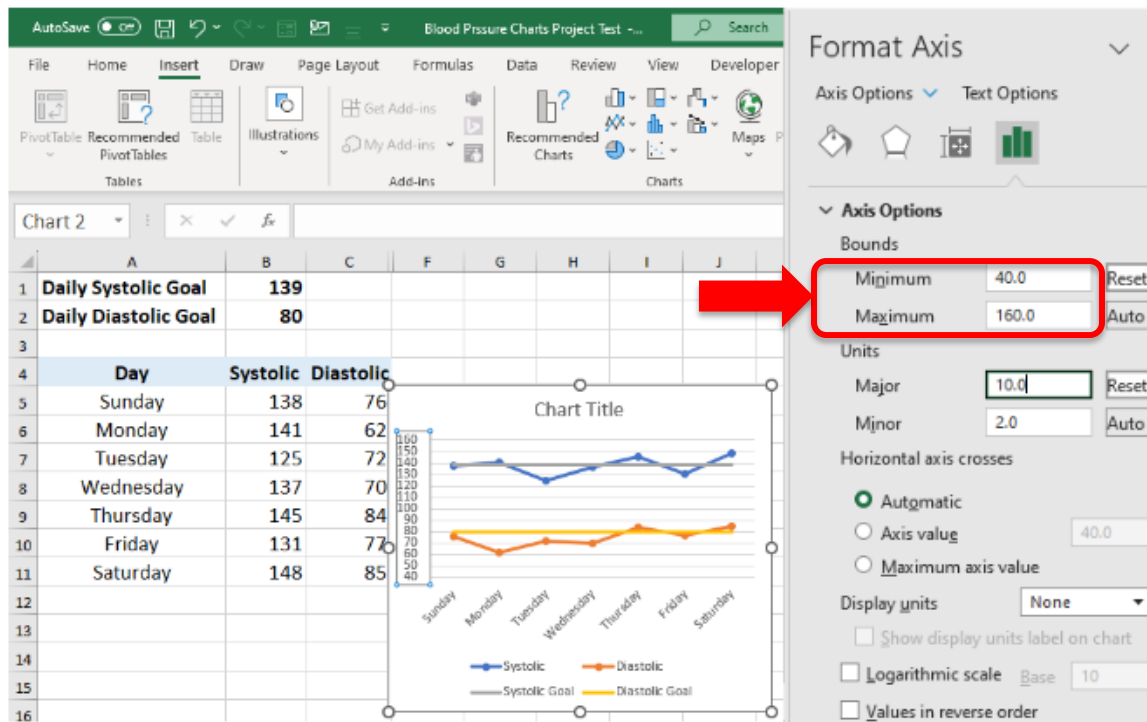 AutoSave Off Blood Prssure Charts Project Test -... Search
File Home Insert Draw Page Layout Formulas Data Review View Developer
PivotTable Recommended PivotTables Table
Tables
Illustrations
Get Add-ins
My Add-ins
Add-ins
Recommended Charts
Maps
Charts
Chart 2 fx
A B C F G H I J
1 Daily Systolic Goal 139
2 Daily Diastolic Goal 80
3
4 Day Systolic Diastolic
5 Sunday 138 76
6 Monday 141 62
7 Tuesday 125 72
8 Wednesday 137 70
9 Thursday 145 84
10 Friday 131 77
11 Saturday 148 85
12
13
14
15
16
Chart Title
160
150
140
130
120
110
100
90
80
70
60
50
40
Sunday Monday Tuesday Wednesday Thursday Friday Saturday
Systolic Diastolic
Systolic Goal Diastolic Goal
Format Axis
Axis Options Text Options
Axis Options
Bounds
Minimum 40.0 Reset
Maximum 160.0 Auto
Units
Major 10.0 Reset
Minor 2.0 Auto
Horizontal axis crosses
Automatic
Axis value 40.0
Maximum axis value
Display units None
Show display units label on chart
Logarithmic scale Base 10
Values in reverse order